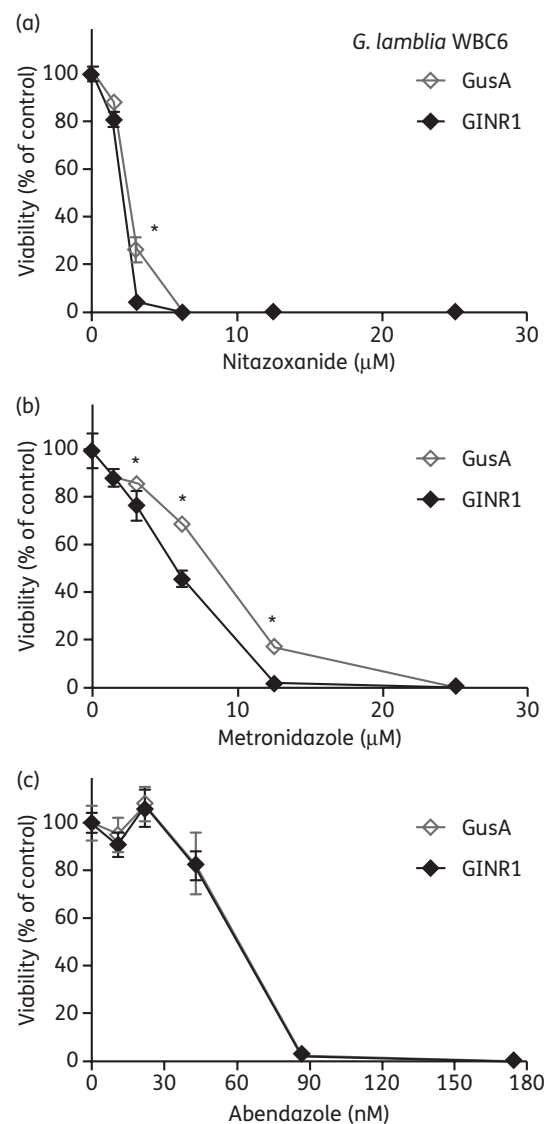 (a)
G. lamblia WBC6
GusA
GINR1
Viability (% of control)
100
80
60
40
20
0
*
0 10 20 30
Nitazoxanide (μM)
(b)
GusA
GINR1
Viability (% of control)
100
80
60
40
20
0
* * *
0 10 20 30
Metronidazole (μM)
(c)
GusA
GINR1
Viability (% of control)
100
80
60
40
20
0
0 30 60 90 120 150 180
Abendazole (nM)